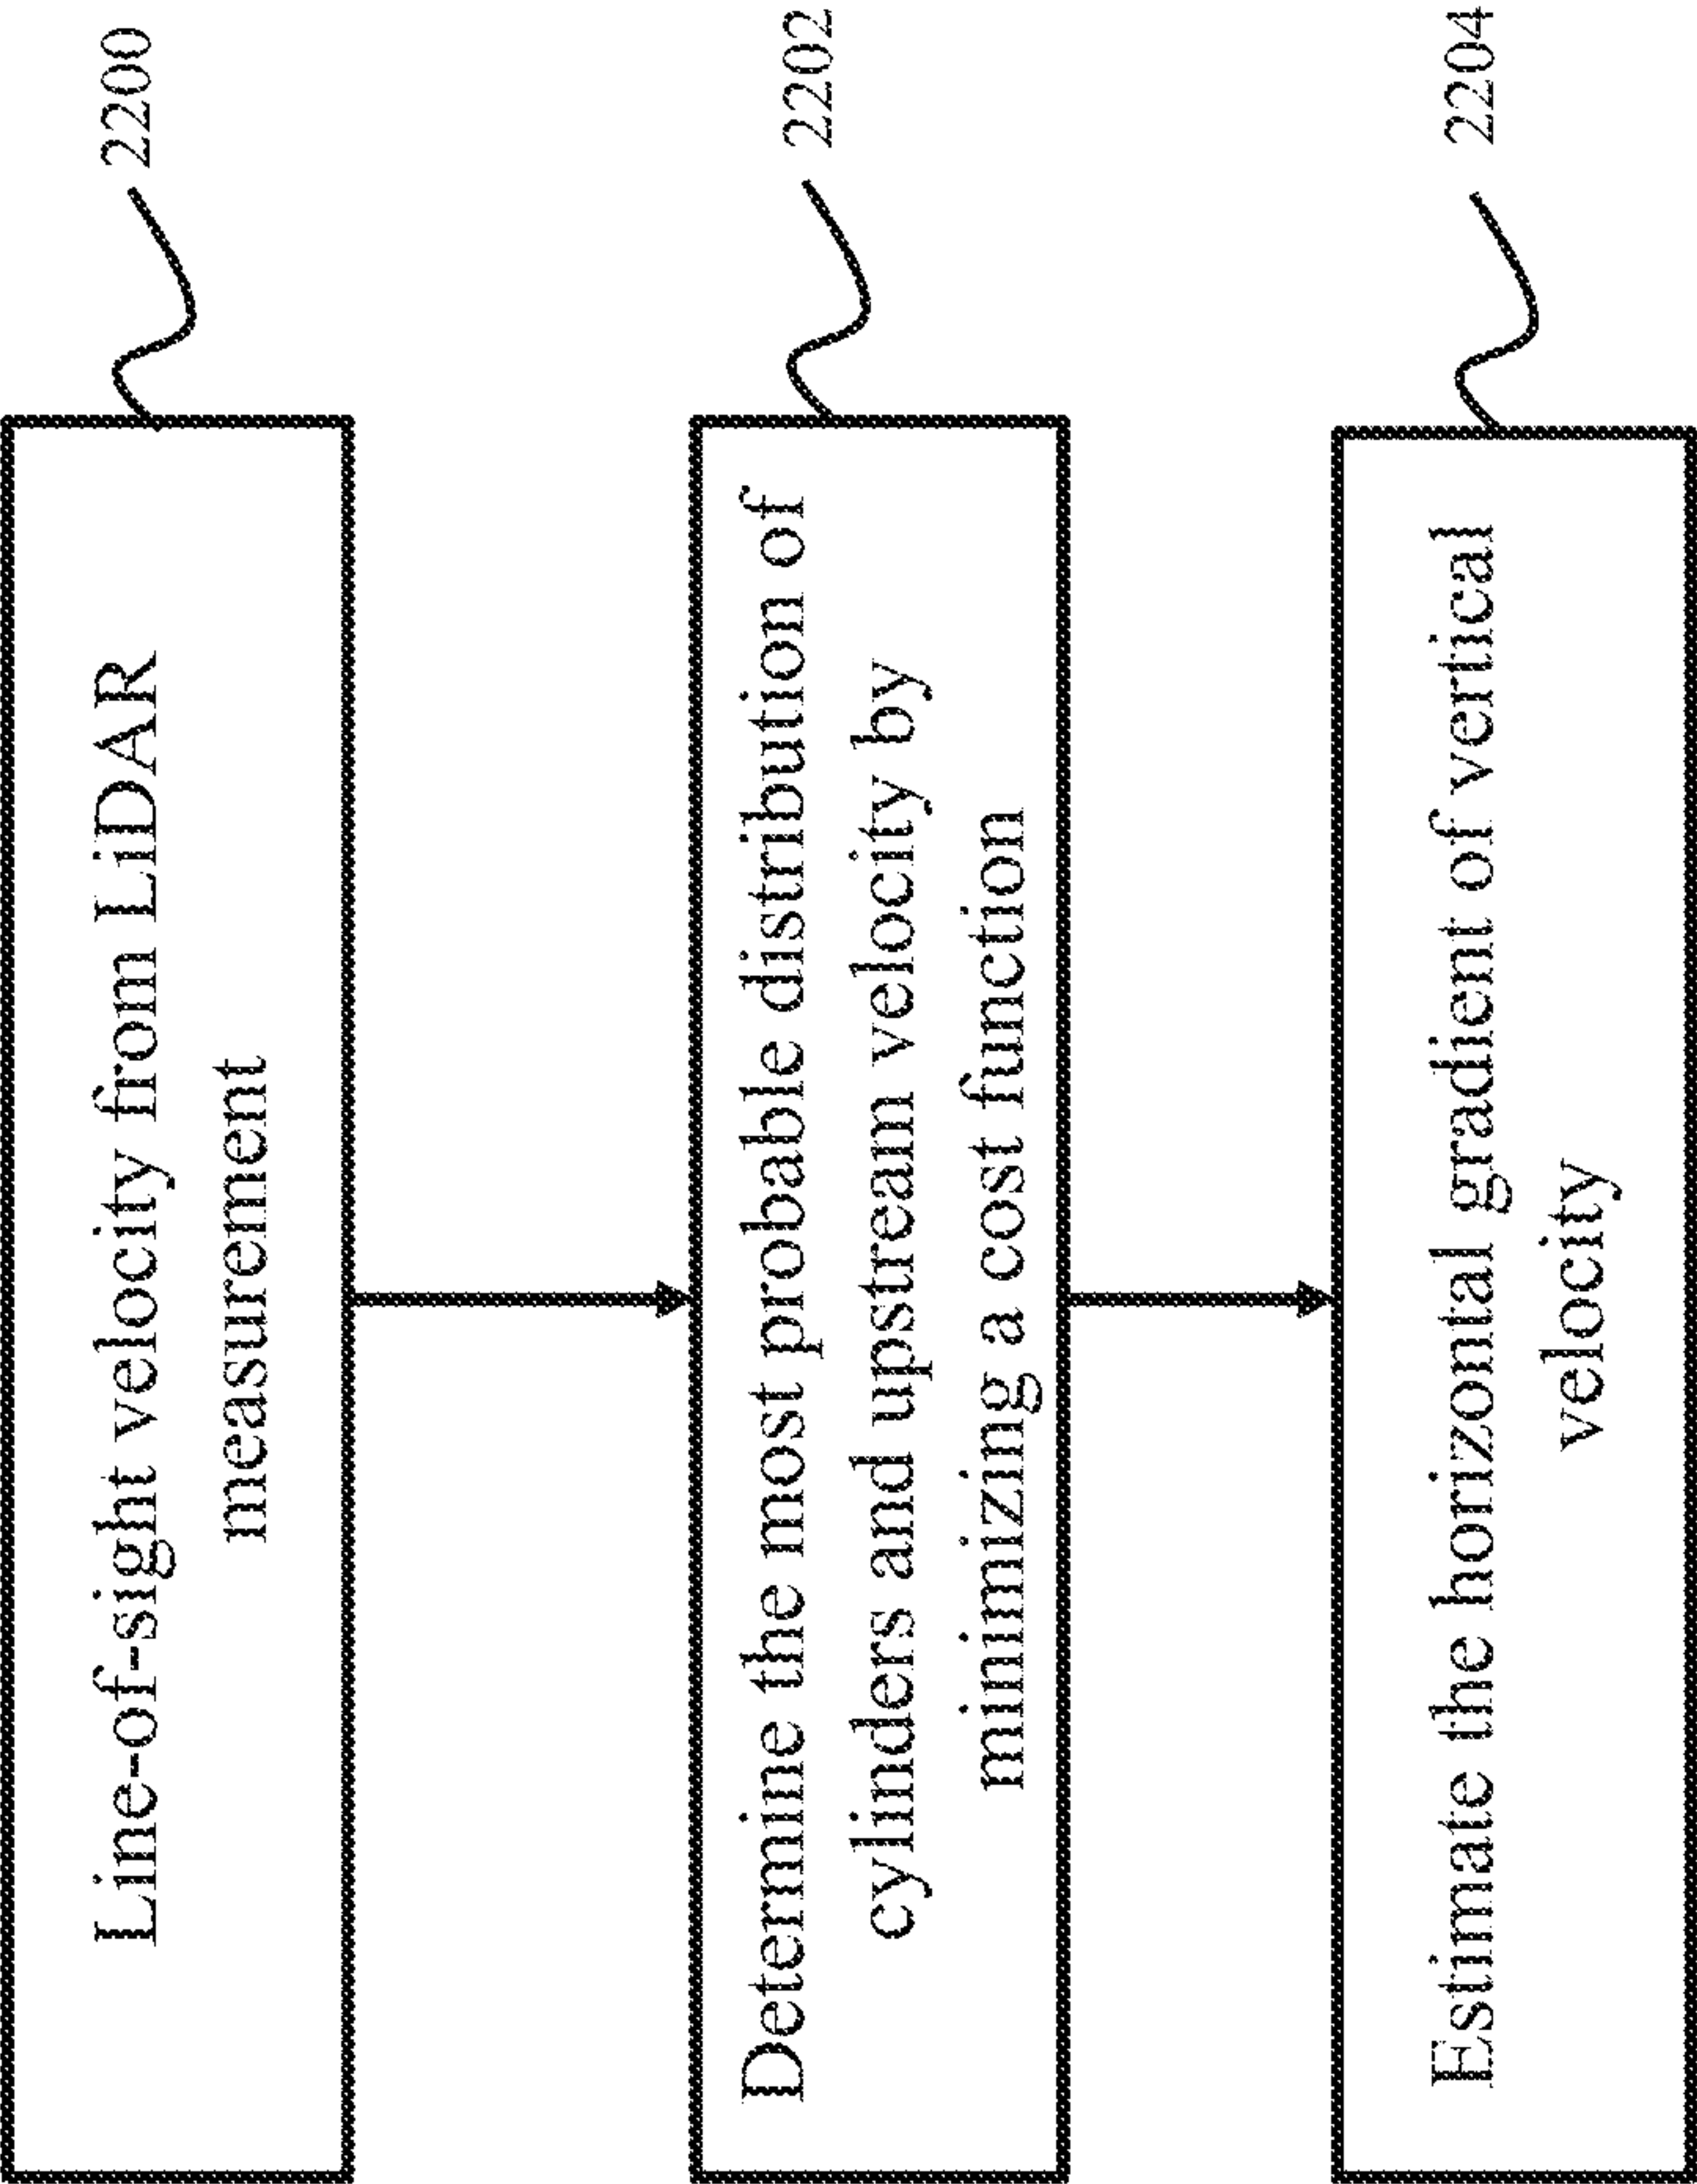 Line-of-sight velocity from LiDAR
measurement
2200
Determine the most probable distribution of
cylinders and upstream velocity by
minimizing a cost function
2202
Estimate the horizontal gradient of vertical
velocity
2204